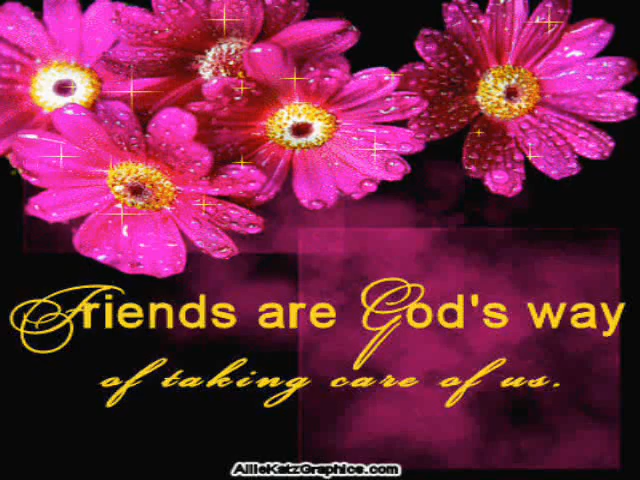 Friends are God's way
of taking care of us.
AllieKatzGraphics.com